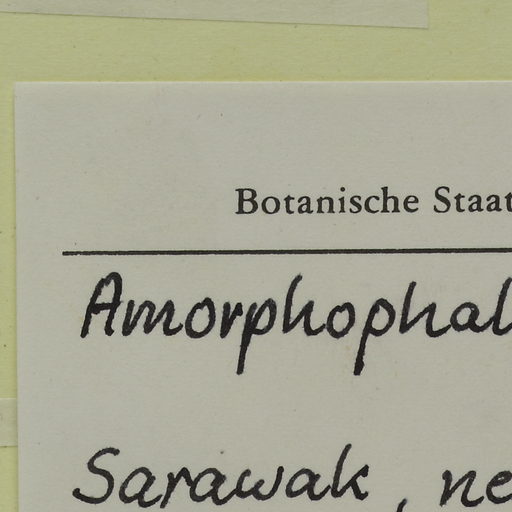 Botanische Staat
Amorphophal
Sarawak, ne